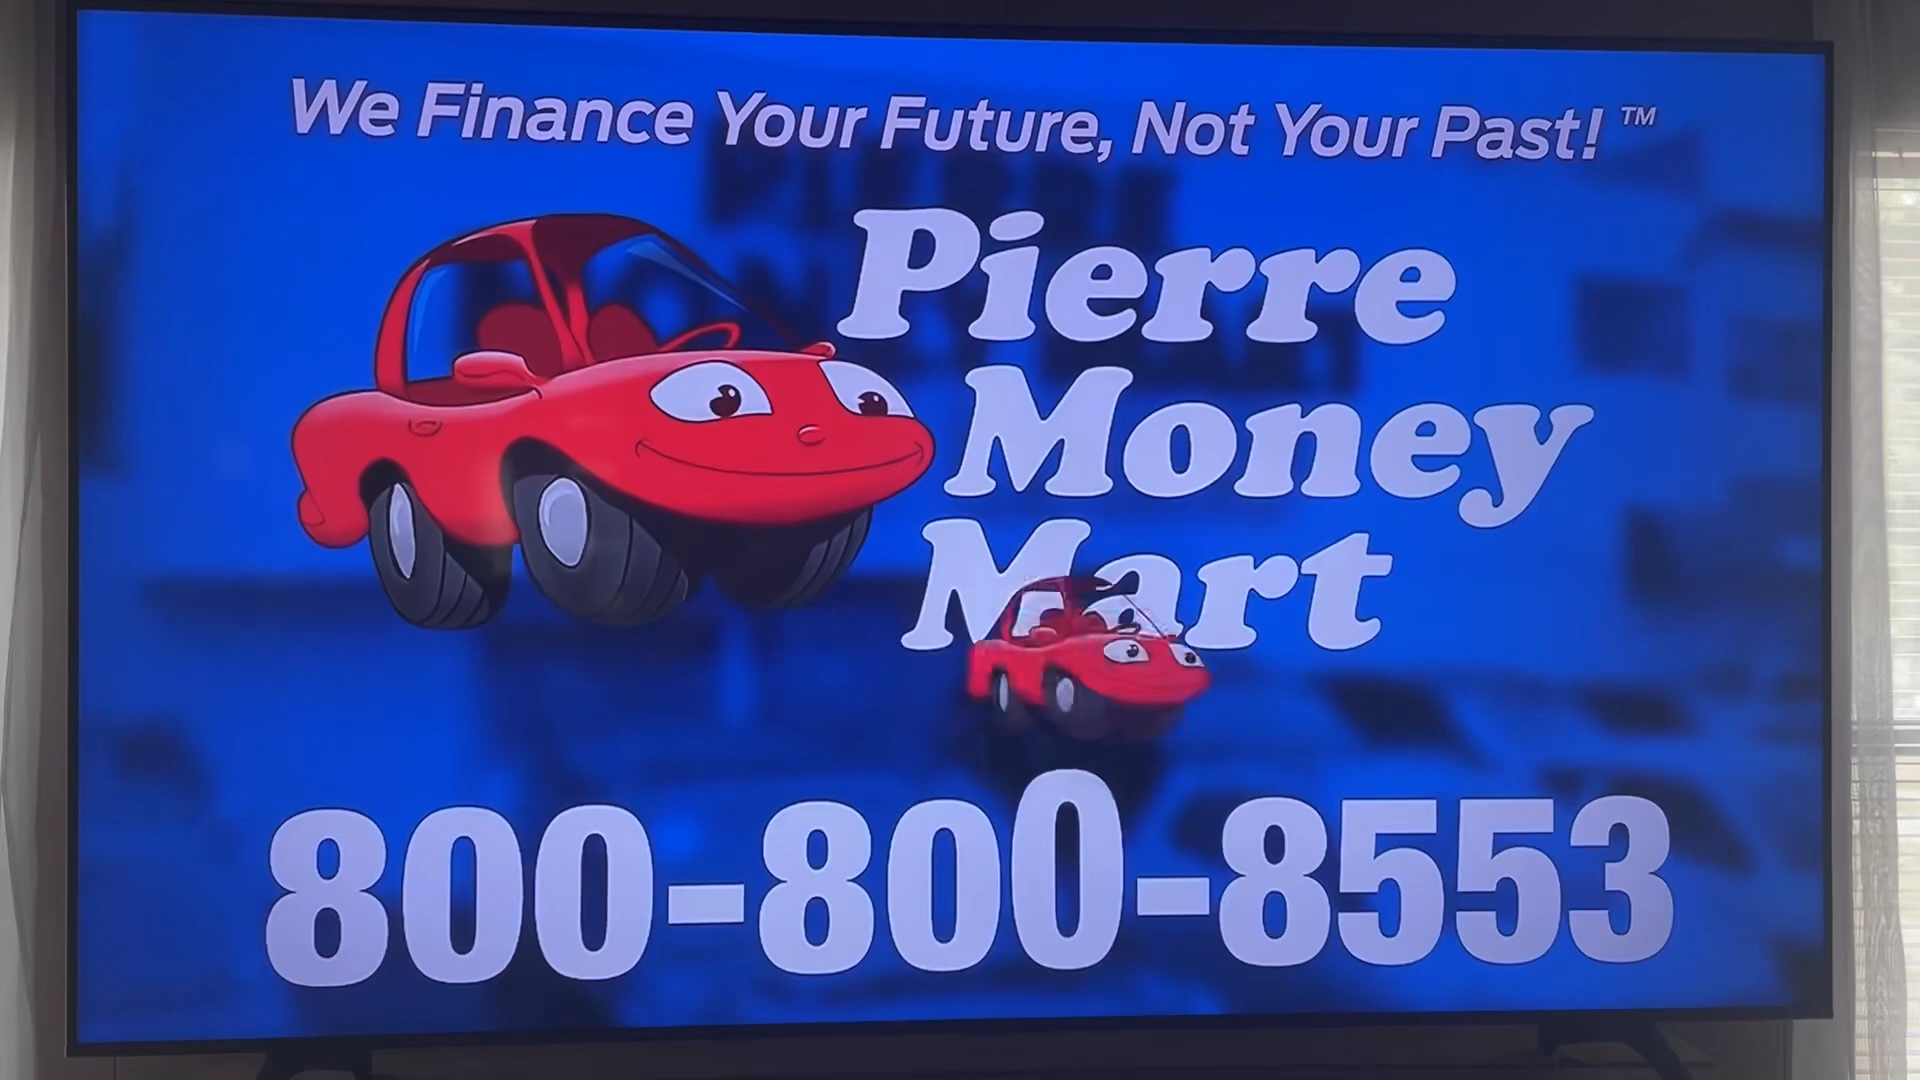 We Finance Your Future, Not Your Past! ™
Pierre
Money
Mart
800-800-8553